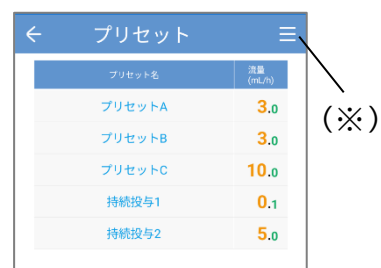 ← プリセット ☰
プリセット名 流量
(mL/h)
プリセットA 3.0
プリセットB 3.0
プリセットC 10.0
持続投与1 0.1
持続投与2 5.0
(※)